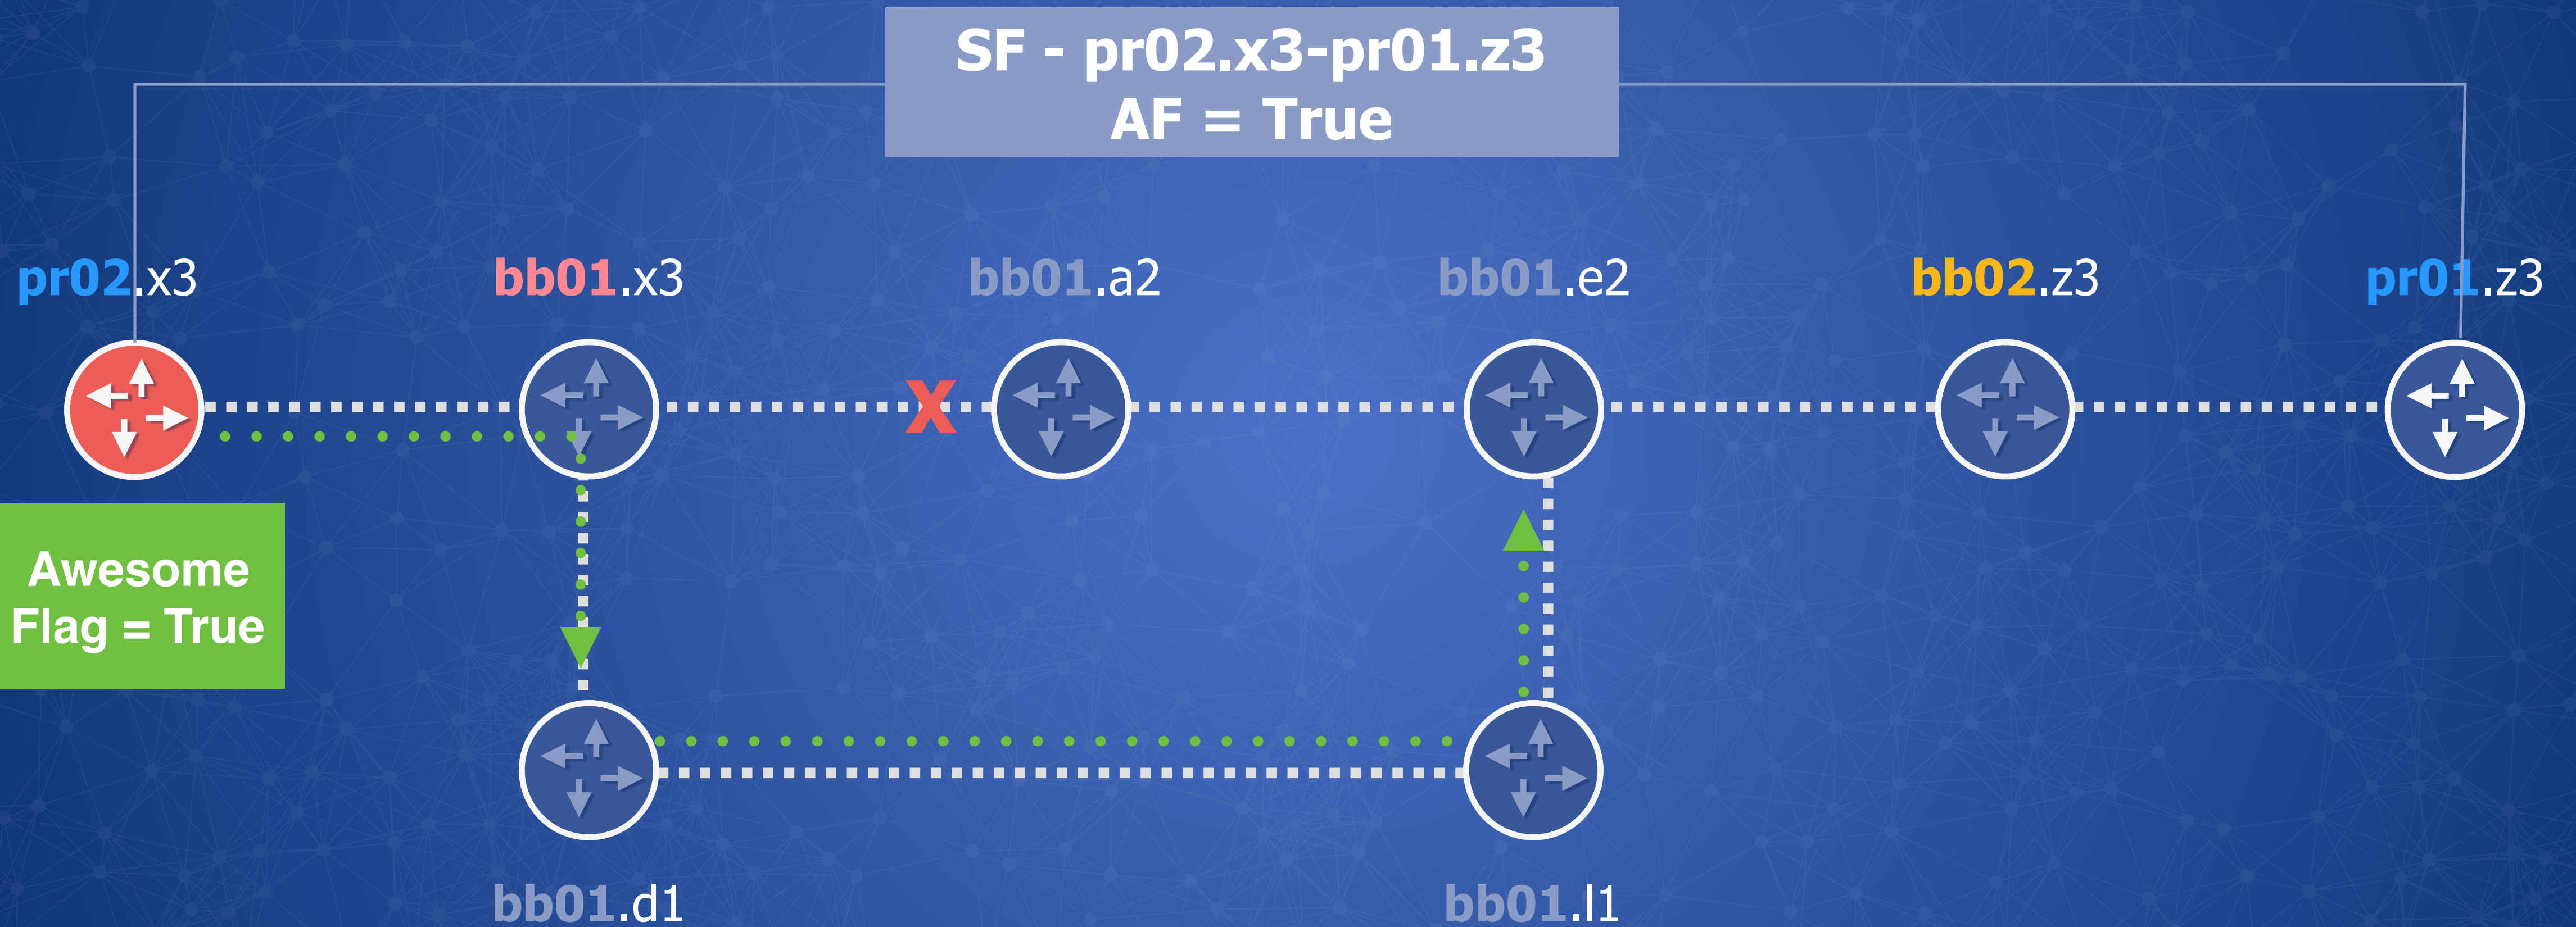 SF - pr02.x3-pr01.z3
AF = True
pr02.x3
bb01.x3
bb01.a2
bb01.e2
bb02.z3
pr01.z3
X
Awesome
Flag = True
bb01.d1
bb01.l1